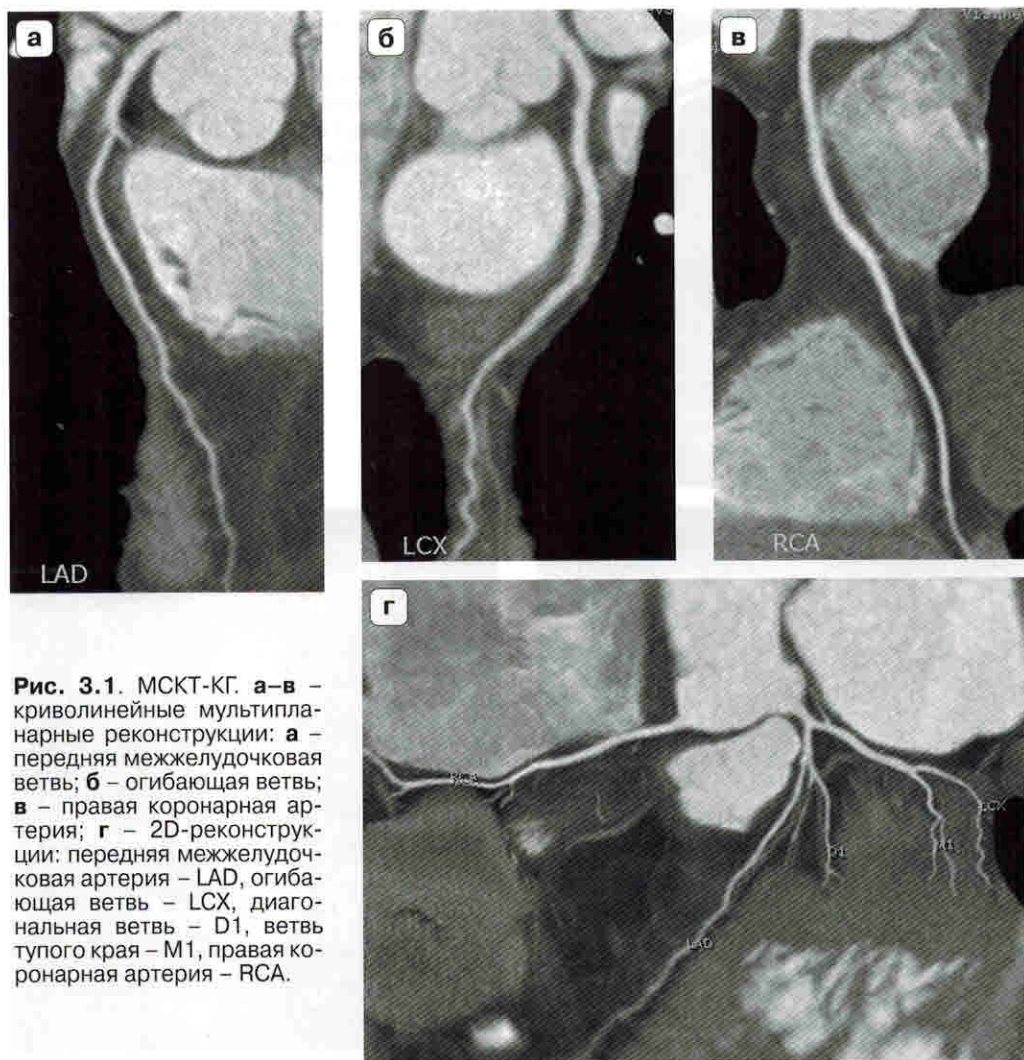 а
б
в
LAD
LCX
RCA
г
RCA
D1
M1
LCX
LAD
Рис. 3.1. МСКТ-КГ. а–в –
криволинейные мультипла-
нарные реконструкции: а –
передняя межжелудочковая
ветвь; б – огибающая ветвь;
в – правая коронарная ар-
терия; г – 2D-реконструк-
ции: передняя межжелудоч-
ковая артерия – LAD, огиба-
ющая ветвь – LCX, диаго-
нальная ветвь – D1, ветвь
тупого края – M1, правая ко-
ронарная артерия – RCA.